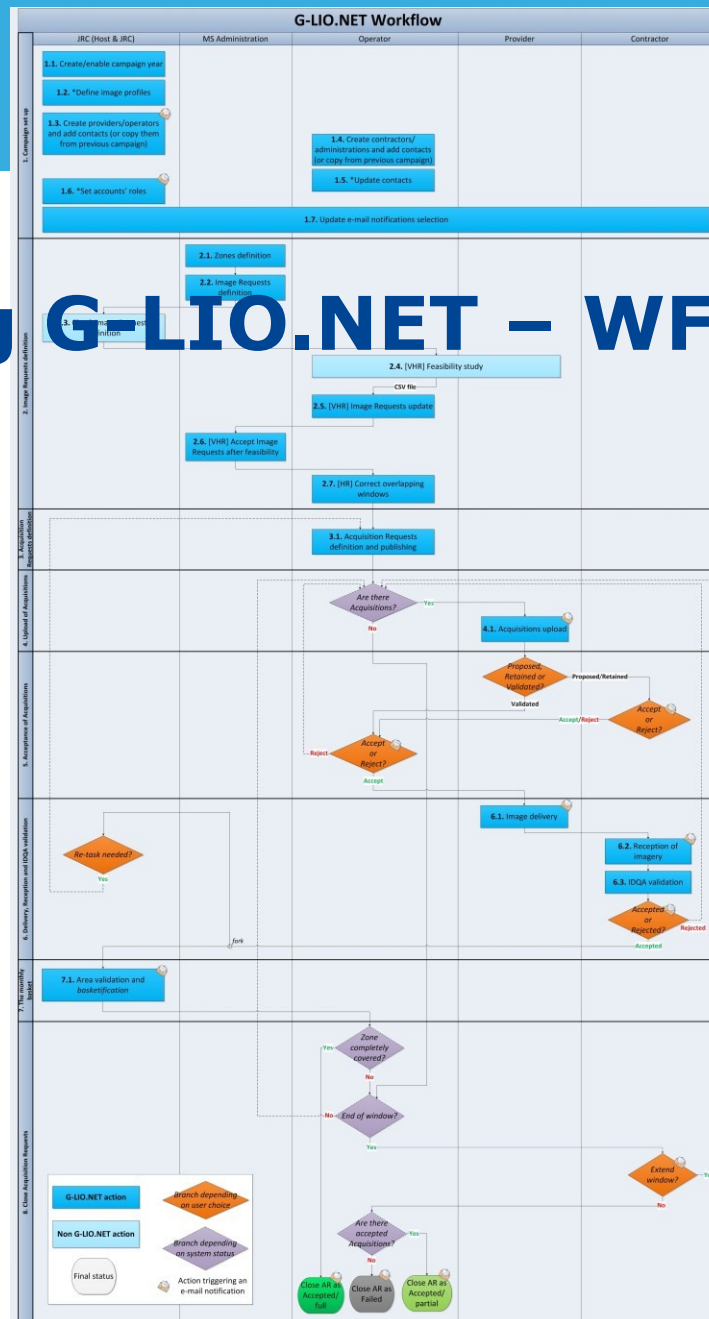 G-LIO.NET Workflow
JRC (Host & JRC)
MS Administration
Operator
Provider
Contractor
1. Campaign set up
1.1. Create/enable campaign year
1.2. *Define image profiles
1.3. Create providers/operators
and add contacts (or copy them
from previous campaign)
1.4. Create contractors/
administrations and add contacts
(or copy from previous campaign)
1.5. *Update contacts
1.6. *Set accounts' roles
1.7. Update e-mail notifications selection
2. Image Requests definition
2.1. Zones definition
2.2. Image Requests
definition
G-LIO.NET – WF
2.4. [VHR] Feasibility study
CSV file
2.5. [VHR] Image Requests update
2.6. [VHR] Accept Image
Requests after feasibility
2.7. [HR] Correct overlapping
windows
3. Acquisition
Requests definition
3.1. Acquisition Requests
definition and publishing
4. Upload of Acquisitions
Are there
Acquisitions?
Yes
No
4.1. Acquisitions upload
5. Acceptance of Acquisitions
Proposed,
Retained or
Validated?
Proposed/Retained
Validated
Accept
or
Reject?
Accept/Reject
Accept
or
Reject?
Reject
Accept
6. Delivery, Reception and IDQA validation
6.1. Image delivery
6.2. Reception of
imagery
6.3. IDQA validation
Re-task needed?
Yes
Accepted
or
Rejected?
Rejected
Accepted
fork
7. The monthly
basket
7.1. Area validation and
basketification
8. Close Acquisition Requests
Zone
completely
covered?
Yes
No
End of window?
No
Yes
Extend
window?
No
Are there
accepted
Acquisitions?
Yes
No
Close AR as
Accepted/
full
Close AR as
Failed
Close AR as
Accepted/
partial
G-LIO.NET action
Branch depending
on user choice
Non G-LIO.NET action
Branch depending
on system status
Final status
Action triggering an
e-mail notification